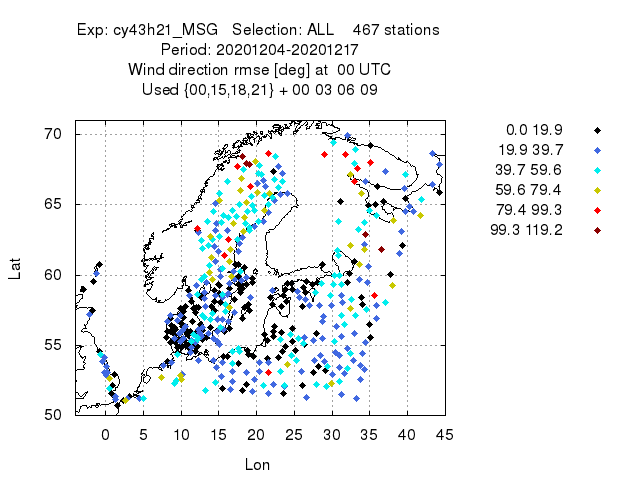 Exp: cy43h21_MSG   Selection: ALL    467 stations
Period: 20201204-20201217
Wind direction rmse [deg] at  00 UTC
Used {00,15,18,21} + 00 03 06 09
0.0 19.9
19.9 39.7
39.7 59.6
59.6 79.4
79.4 99.3
99.3 119.2
70
65
60
55
50
Lat
0 5 10 15 20 25 30 35 40 45
Lon